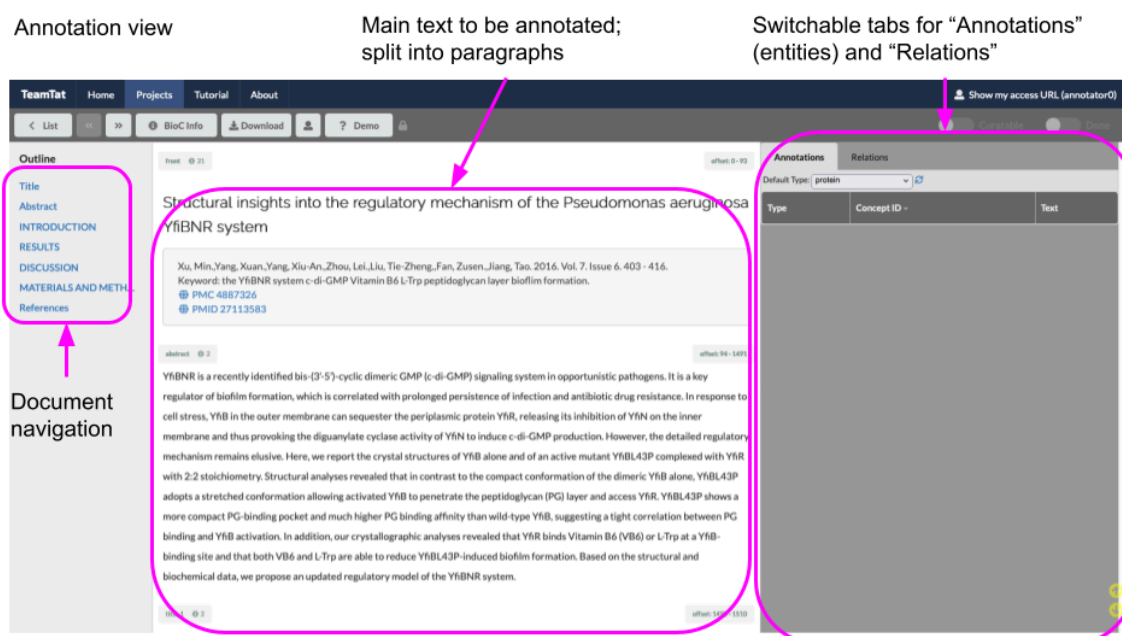 Annotation view
Main text to be annotated;
split into paragraphs
Switchable tabs for “Annotations”
(entities) and “Relations”
TeamTat Home Projects Tutorial About Show my access URL (annotator0)
< List « » BioC Info Download ? Demo Curatable Done
Outline
Title
Abstract
INTRODUCTION
RESULTS
DISCUSSION
MATERIALS AND METH...
References
Document
navigation
front 21 offset: 0 - 93
Structural insights into the regulatory mechanism of the Pseudomonas aeruginosa
YfiBNR system
Xu, Min.,Yang, Xuan.,Yang, Xiu-An.,Zhou, Lei.,Liu, Tie-Zheng.,Fan, Zusen.,Jiang, Tao. 2016. Vol. 7. Issue 6. 403 - 416.
Keyword: the YfiBNR system c-di-GMP Vitamin B6 L-Trp peptidoglycan layer biofilm formation.
PMC 4887326
PMID 27113583
abstract 2 offset: 94 - 1491
YfiBNR is a recently identified bis-(3’-5’)-cyclic dimeric GMP (c-di-GMP) signaling system in opportunistic pathogens. It is a key
regulator of biofilm formation, which is correlated with prolonged persistence of infection and antibiotic drug resistance. In response to
cell stress, YfiB in the outer membrane can sequester the periplasmic protein YfiR, releasing its inhibition of YfiN on the inner
membrane and thus provoking the diguanylate cyclase activity of YfiN to induce c-di-GMP production. However, the detailed regulatory
mechanism remains elusive. Here, we report the crystal structures of YfiB alone and of an active mutant YfiBL43P complexed with YfiR
with 2:2 stoichiometry. Structural analyses revealed that in contrast to the compact conformation of the dimeric YfiB alone, YfiBL43P
adopts a stretched conformation allowing activated YfiB to penetrate the peptidoglycan (PG) layer and access YfiR. YfiBL43P shows a
more compact PG-binding pocket and much higher PG binding affinity than wild-type YfiB, suggesting a tight correlation between PG
binding and YfiB activation. In addition, our crystallographic analyses revealed that YfiR binds Vitamin B6 (VB6) or L-Trp at a YfiB-
binding site and that both VB6 and L-Trp are able to reduce YfiBL43P-induced biofilm formation. Based on the structural and
biochemical data, we propose an updated regulatory model of the YfiBNR system.
Annotations Relations
Default Type: protein
Type Concept ID Text